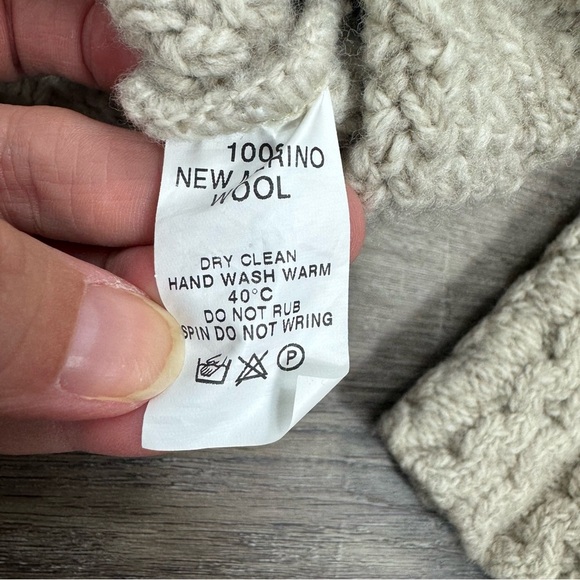 100%
NEW
WOOL
DRY CLEAN
HAND WASH WARM
40°C
DO NOT RUB
SPIN DO NOT WRING
P